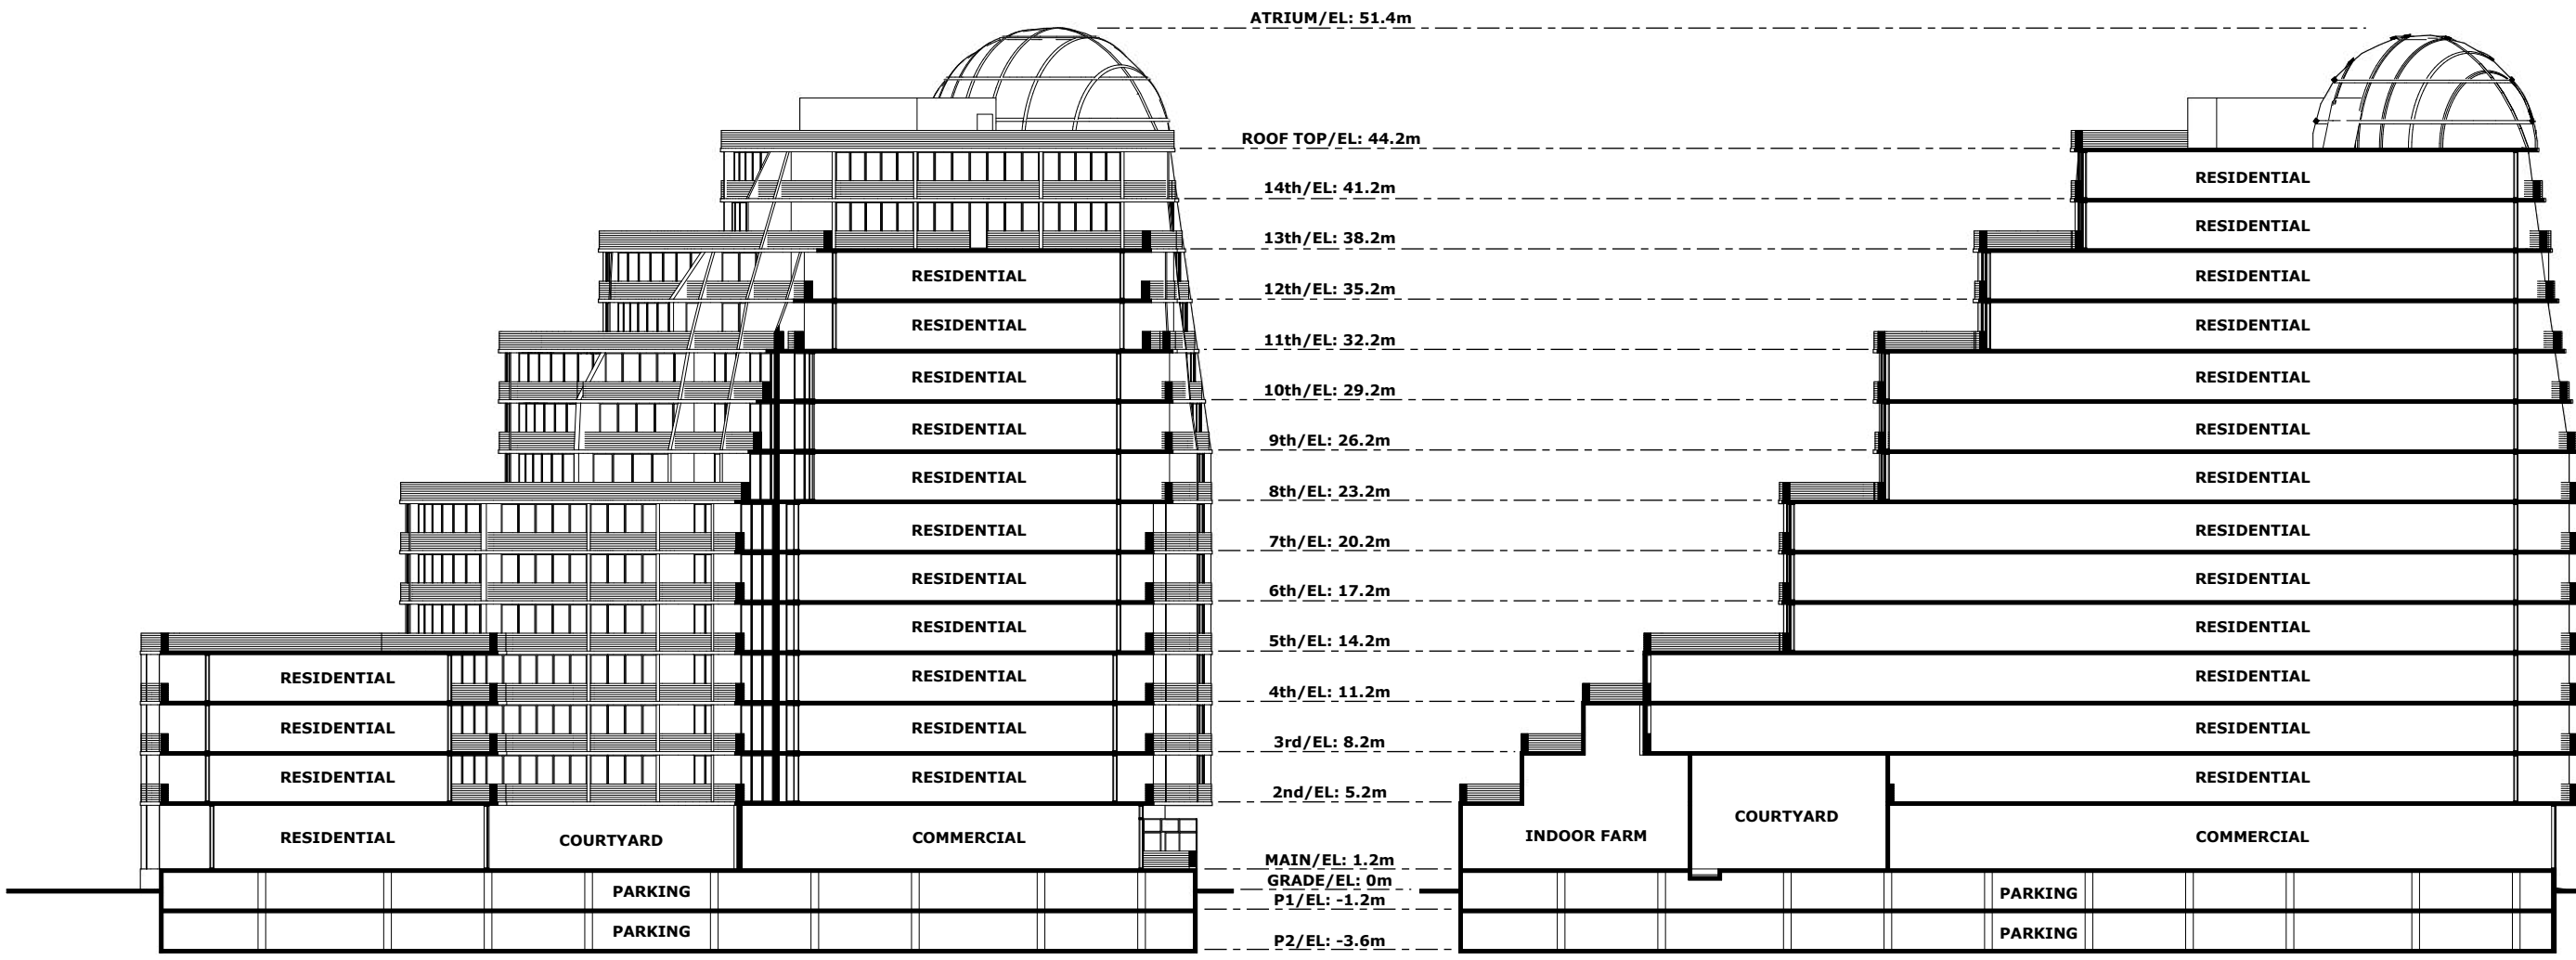 ATRIUM/EL: 51.4m
ROOF TOP/EL: 44.2m
14th/EL: 41.2m
RESIDENTIAL
13th/EL: 38.2m
RESIDENTIAL
RESIDENTIAL
12th/EL: 35.2m
RESIDENTIAL
RESIDENTIAL
11th/EL: 32.2m
RESIDENTIAL
RESIDENTIAL
10th/EL: 29.2m
RESIDENTIAL
RESIDENTIAL
9th/EL: 26.2m
RESIDENTIAL
RESIDENTIAL
8th/EL: 23.2m
RESIDENTIAL
RESIDENTIAL
7th/EL: 20.2m
RESIDENTIAL
RESIDENTIAL
6th/EL: 17.2m
RESIDENTIAL
RESIDENTIAL
5th/EL: 14.2m
RESIDENTIAL
RESIDENTIAL
RESIDENTIAL
RESIDENTIAL
4th/EL: 11.2m
RESIDENTIAL
RESIDENTIAL
RESIDENTIAL
3rd/EL: 8.2m
RESIDENTIAL
RESIDENTIAL
RESIDENTIAL
2nd/EL: 5.2m
RESIDENTIAL
RESIDENTIAL
COURTYARD
COMMERCIAL
INDOOR FARM
COURTYARD
COMMERCIAL
MAIN/EL: 1.2m
GRADE/EL: 0m
PARKING
P1/EL: -1.2m
PARKING
PARKING
P2/EL: -3.6m
PARKING